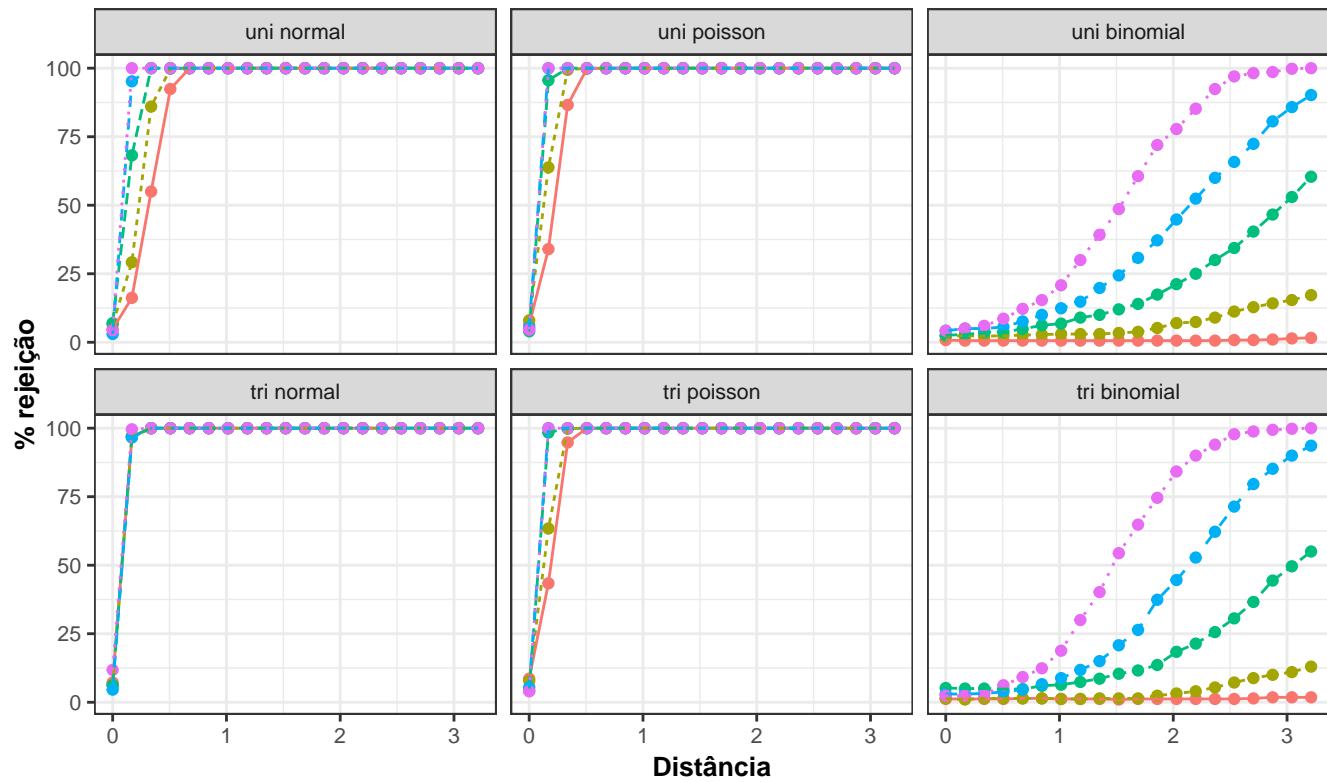 uni normal
uni poisson
uni binomial
100
75
50
25
0
tri normal
tri poisson
tri binomial
100
75
50
25
0
0 1 2 3
0 1 2 3
0 1 2 3
% rejeição
Distância